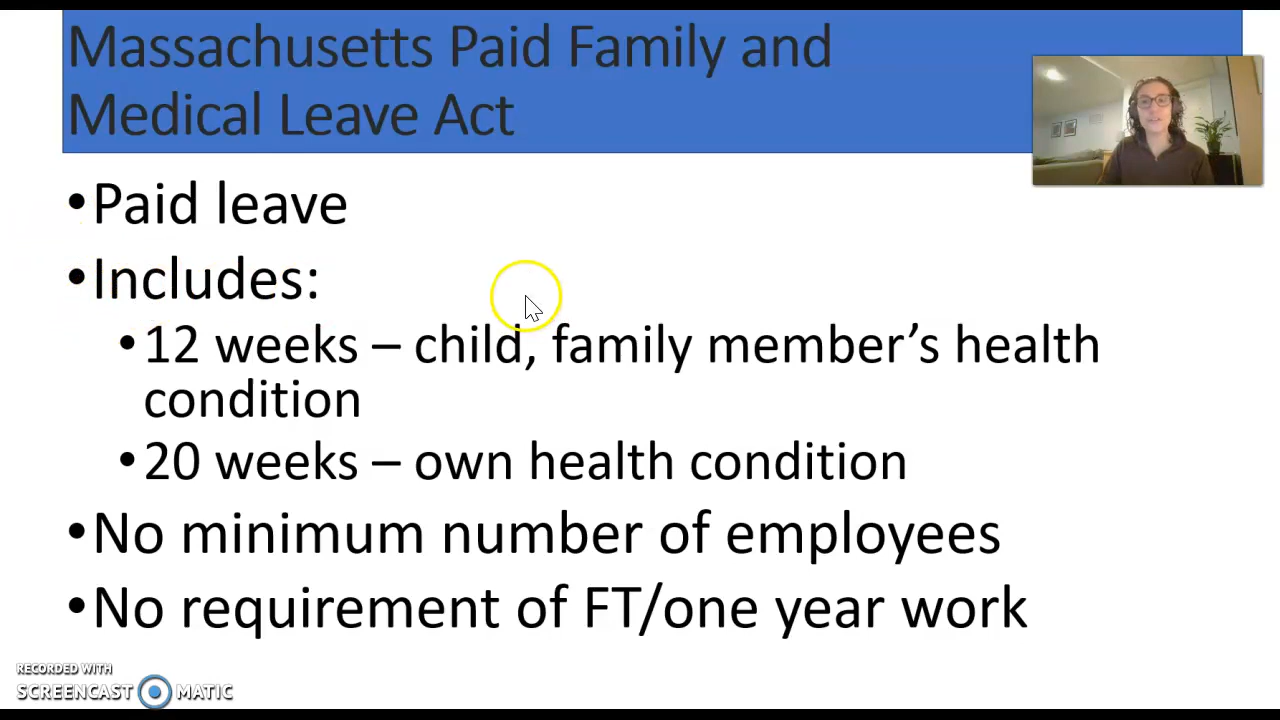 Massachusetts Paid Family and
Medical Leave Act
•Paid leave
•Includes:
•12 weeks – child, family member’s health
condition
•20 weeks – own health condition
•No minimum number of employees
•No requirement of FT/one year work
RECORDED WITH
SCREENCAST MATIC